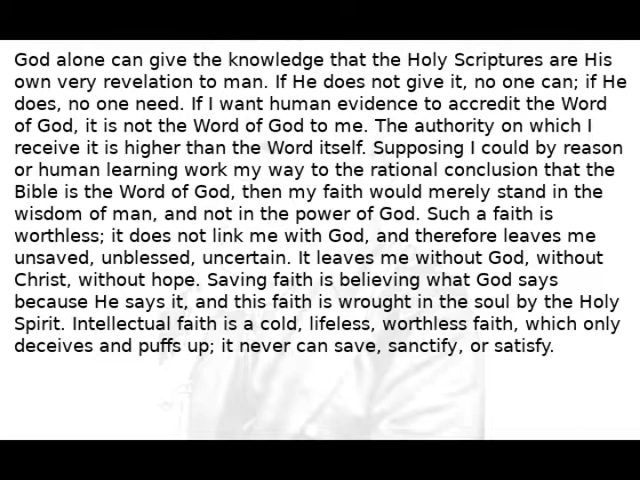 God alone can give the knowledge that the Holy Scriptures are His
own very revelation to man. If He does not give it, no one can; if He
does, no one need. If I want human evidence to accredit the Word
of God, it is not the Word of God to me. The authority on which I
receive it is higher than the Word itself. Supposing I could by reason
or human learning work my way to the rational conclusion that the
Bible is the Word of God, then my faith would merely stand in the
wisdom of man, and not in the power of God. Such a faith is
worthless; it does not link me with God, and therefore leaves me
unsaved, unblessed, uncertain. It leaves me without God, without
Christ, without hope. Saving faith is believing what God says
because He says it, and this faith is wrought in the soul by the Holy
Spirit. Intellectual faith is a cold, lifeless, worthless faith, which only
deceives and puffs up; it never can save, sanctify, or satisfy.